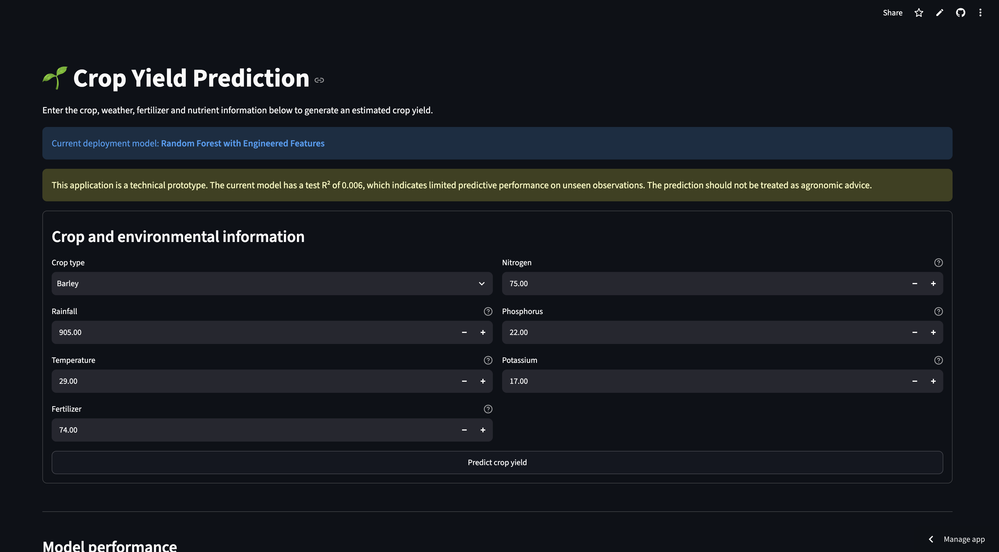 Share
🌱 Crop Yield Prediction
Enter the crop, weather, fertilizer and nutrient information below to generate an estimated crop yield.
Current deployment model: Random Forest with Engineered Features
This application is a technical prototype. The current model has a test R² of 0.006, which indicates limited predictive performance on unseen observations. The prediction should not be treated as agronomic advice.
Crop and environmental information
Crop type
Barley
Rainfall
905.00
Temperature
29.00
Fertilizer
74.00
Nitrogen
75.00
Phosphorus
22.00
Potassium
17.00
Predict crop yield
Model performance
Manage app